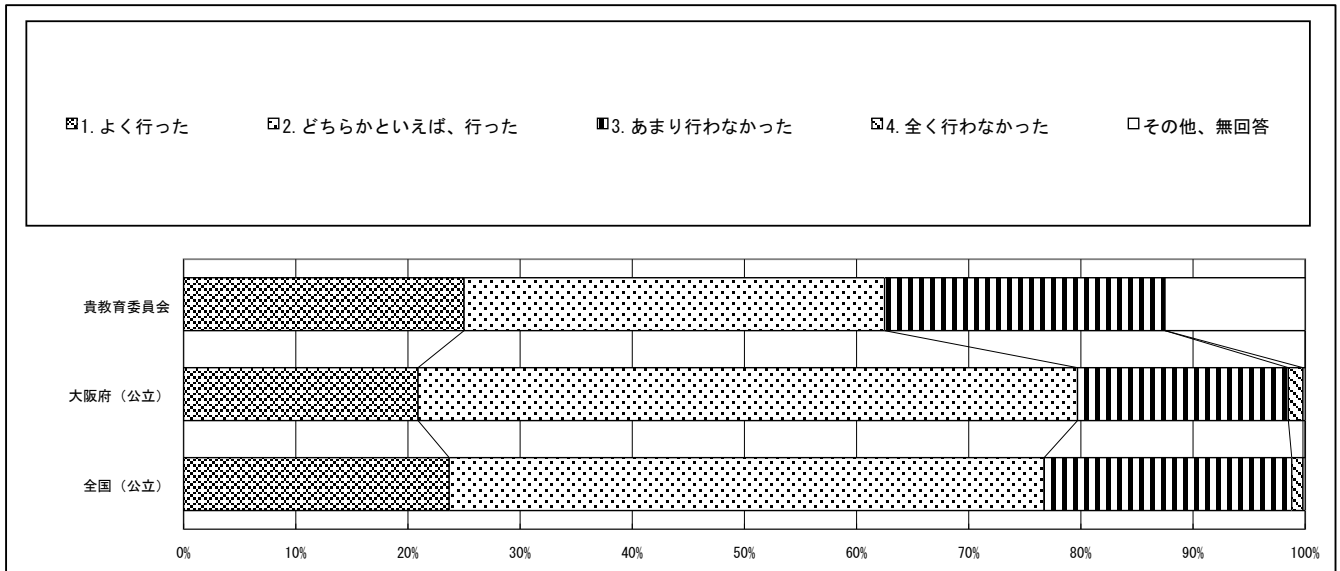 1. よく行った 2. どちらかといえば、行った 3. あまり行わなかった 4. 全く行わなかった その他、無回答
貴教育委員会
大阪府（公立）
全国（公立）
0% 10% 20% 30% 40% 50% 60% 70% 80% 90% 100%